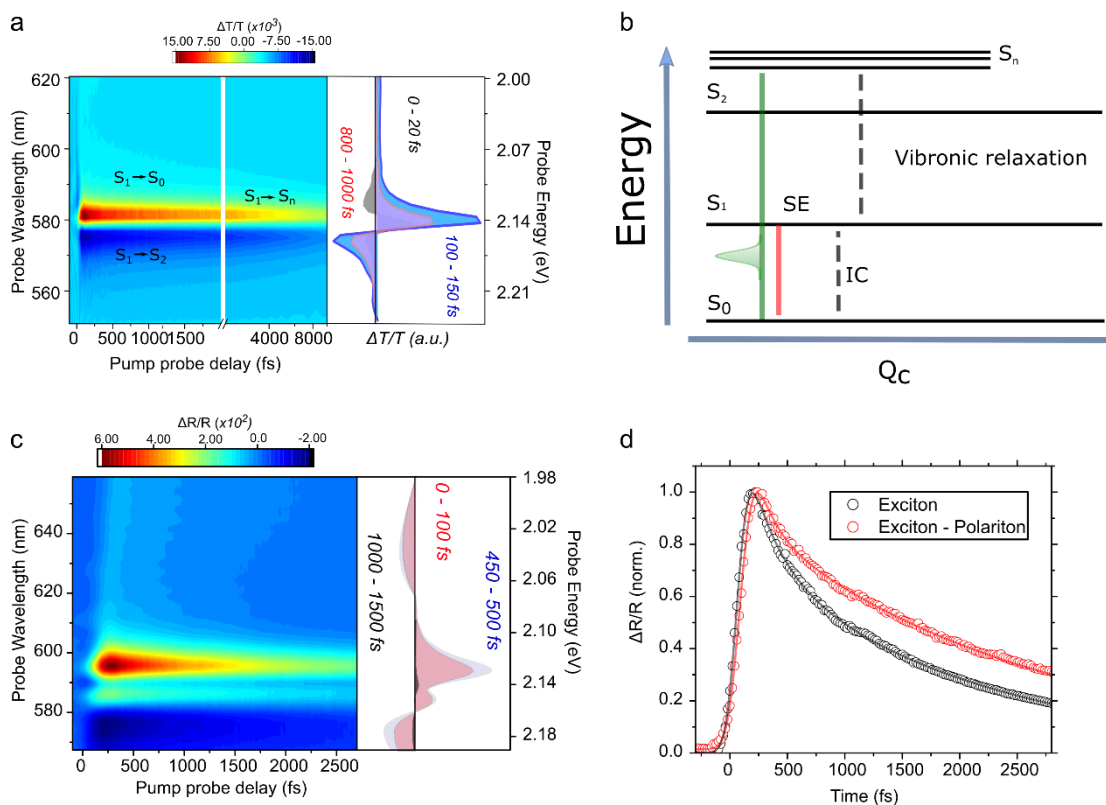 a
ΔT/T (x10³)
15.00 7.50 0.00 -7.50 -15.00
Probe Wavelength (nm)
620
600
580
560
S₁→S₀
S₁→Sₙ
S₁→S₂
0 500 1000 1500 4000 8000
Pump probe delay (fs)
0 - 20 fs
800 - 1000 fs
100 - 150 fs
ΔT/T (a.u.)
2.00
2.07
2.14
2.21
Probe Energy (eV)
b
Energy
Sₙ
S₂
Vibronic relaxation
S₁
SE
IC
S₀
Qc
c
ΔR/R (x10²)
6.00 4.00 2.00 0.0 -2.00
Probe Wavelength (nm)
640
620
600
580
0 500 1000 1500 2000 2500
Pump probe delay (fs)
0 - 100 fs
1000 - 1500 fs
450 - 500 fs
1.98
2.02
2.06
2.10
2.14
2.18
Probe Energy (eV)
d
ΔR/R (norm.)
1.0
0.8
0.6
0.4
0.2
0.0
Exciton
Exciton - Polariton
0 500 1000 1500 2000 2500
Time (fs)